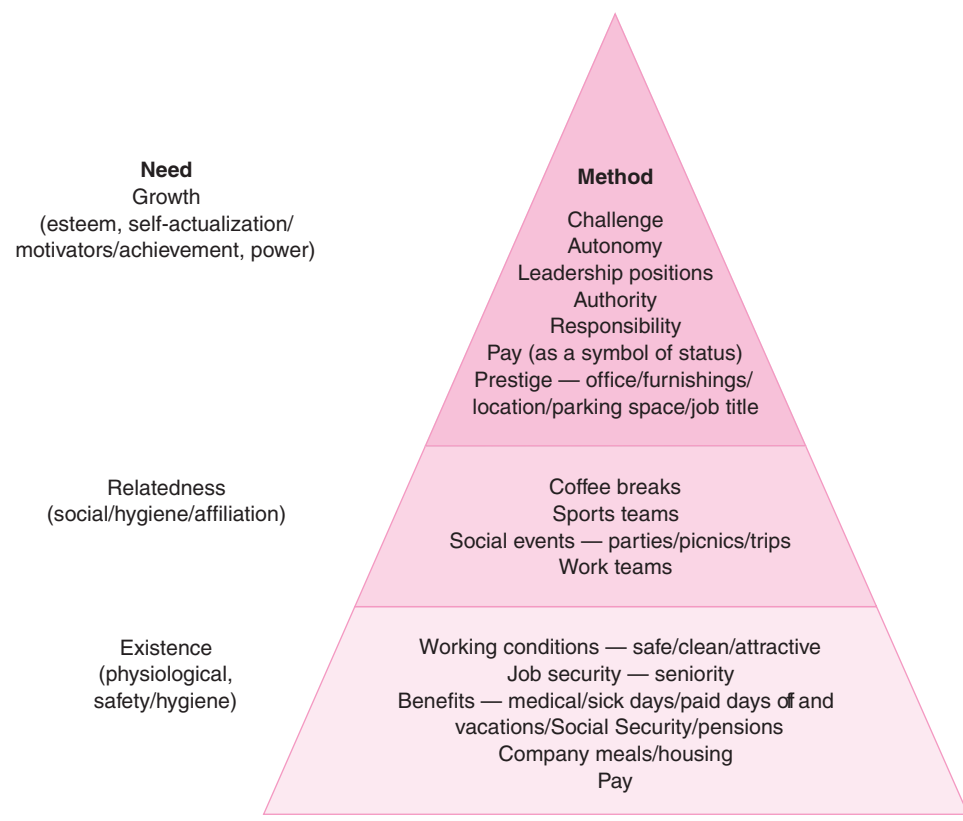 Need
Growth
(esteem, self-actualization/
motivators/achievement, power)
Method
Challenge
Autonomy
Leadership positions
Authority
Responsibility
Pay (as a symbol of status)
Prestige — office/furnishings/
location/parking space/job title
Relatedness
(social/hygiene/affiliation)
Coffee breaks
Sports teams
Social events — parties/picnics/trips
Work teams
Existence
(physiological,
safety/hygiene)
Working conditions — safe/clean/attractive
Job security — seniority
Benefits — medical/sick days/paid days off and
vacations/Social Security/pensions
Company meals/housing
Pay